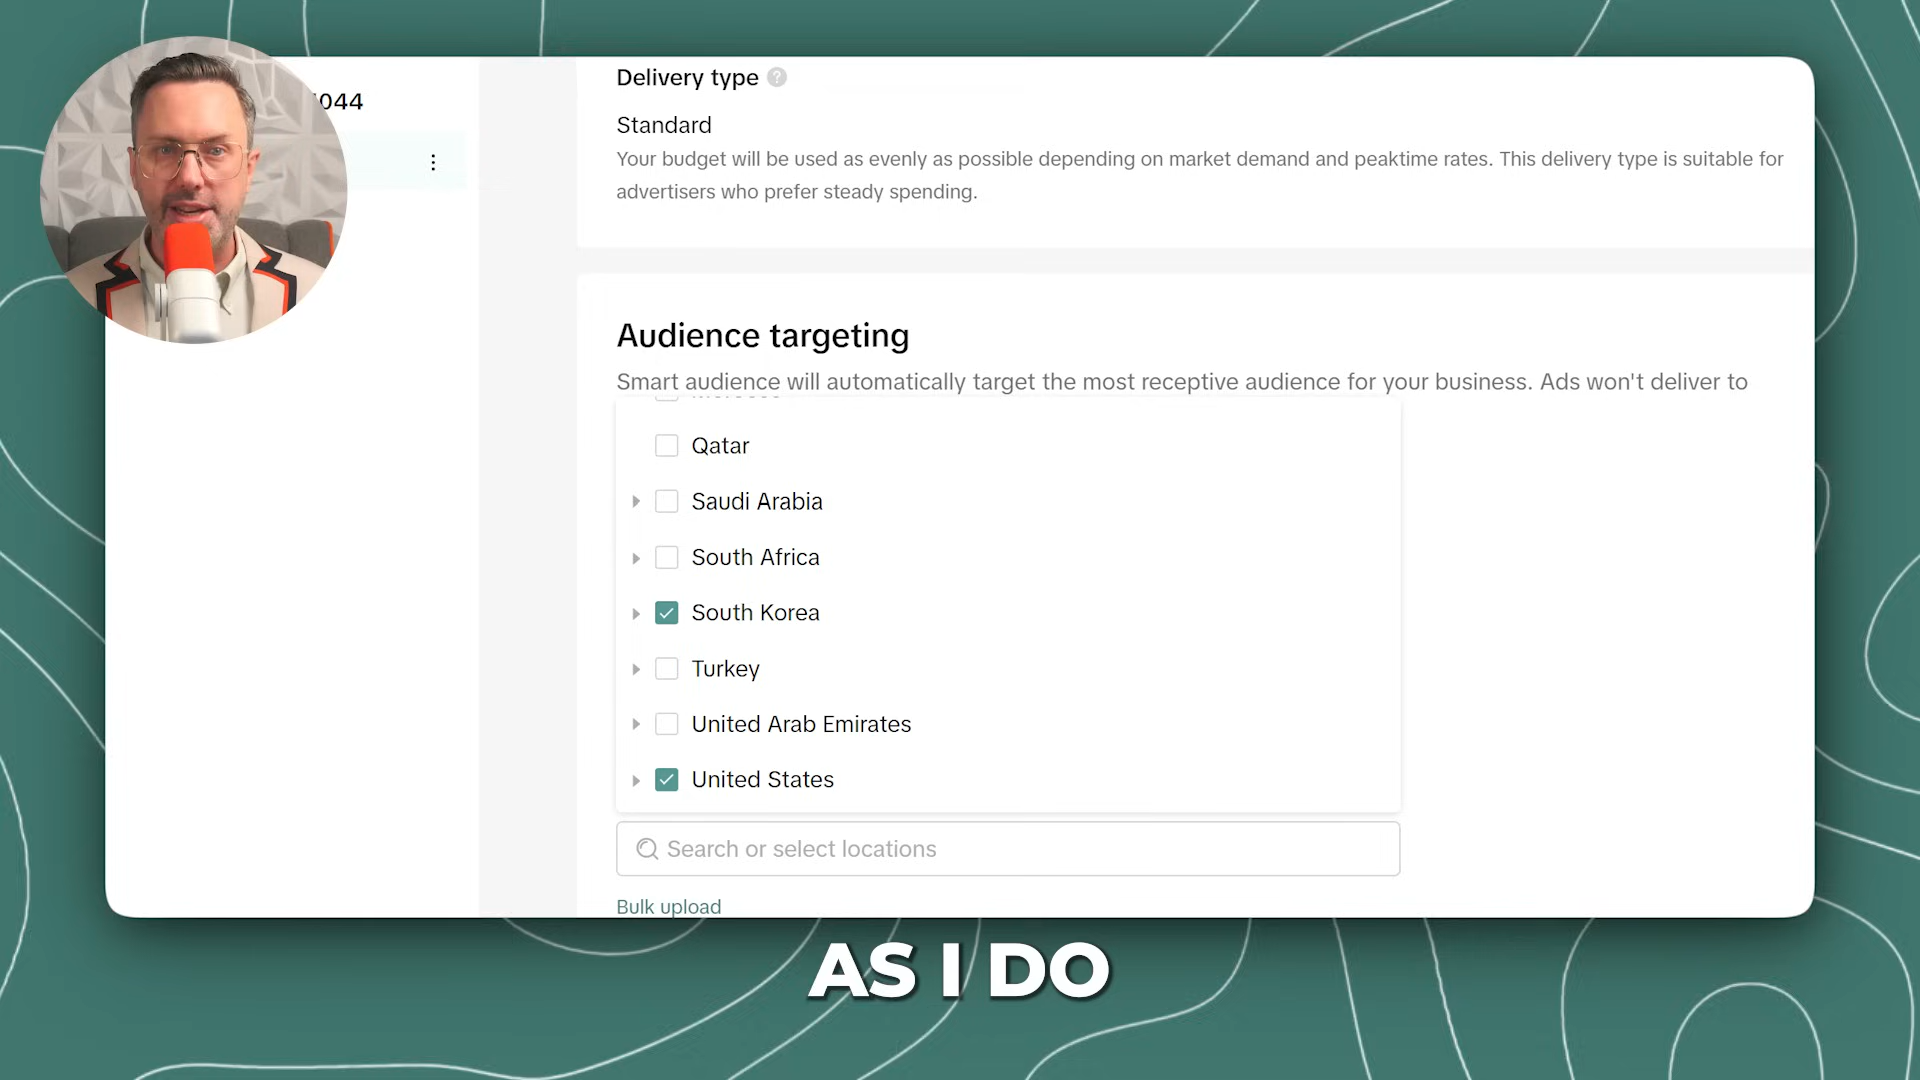 1044
Delivery type
Standard
Your budget will be used as evenly as possible depending on market demand and peaktime rates. This delivery type is suitable for
advertisers who prefer steady spending.
Audience targeting
Smart audience will automatically target the most receptive audience for your business. Ads won't deliver to
Qatar
Saudi Arabia
South Africa
South Korea
Turkey
United Arab Emirates
United States
Search or select locations
Bulk upload
AS I DO